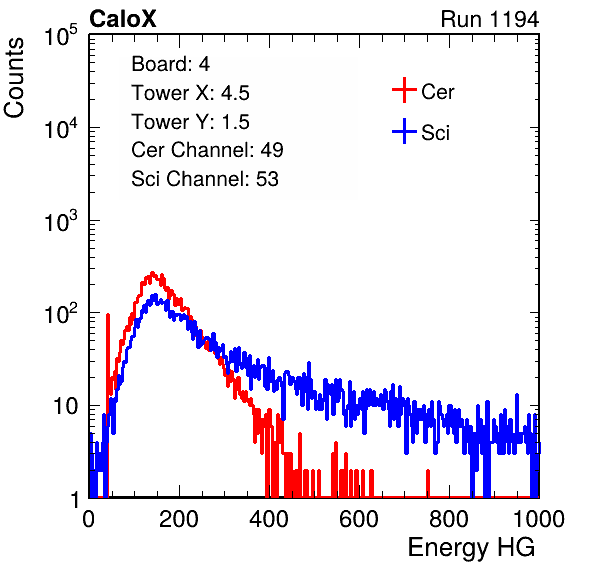 CaloX Run 1194
Counts
10^5
10^4
10^3
10^2
10
1
Board: 4
Tower X: 4.5
Tower Y: 1.5
Cer Channel: 49
Sci Channel: 53
Cer
Sci
0 200 400 600 800 1000
Energy HG